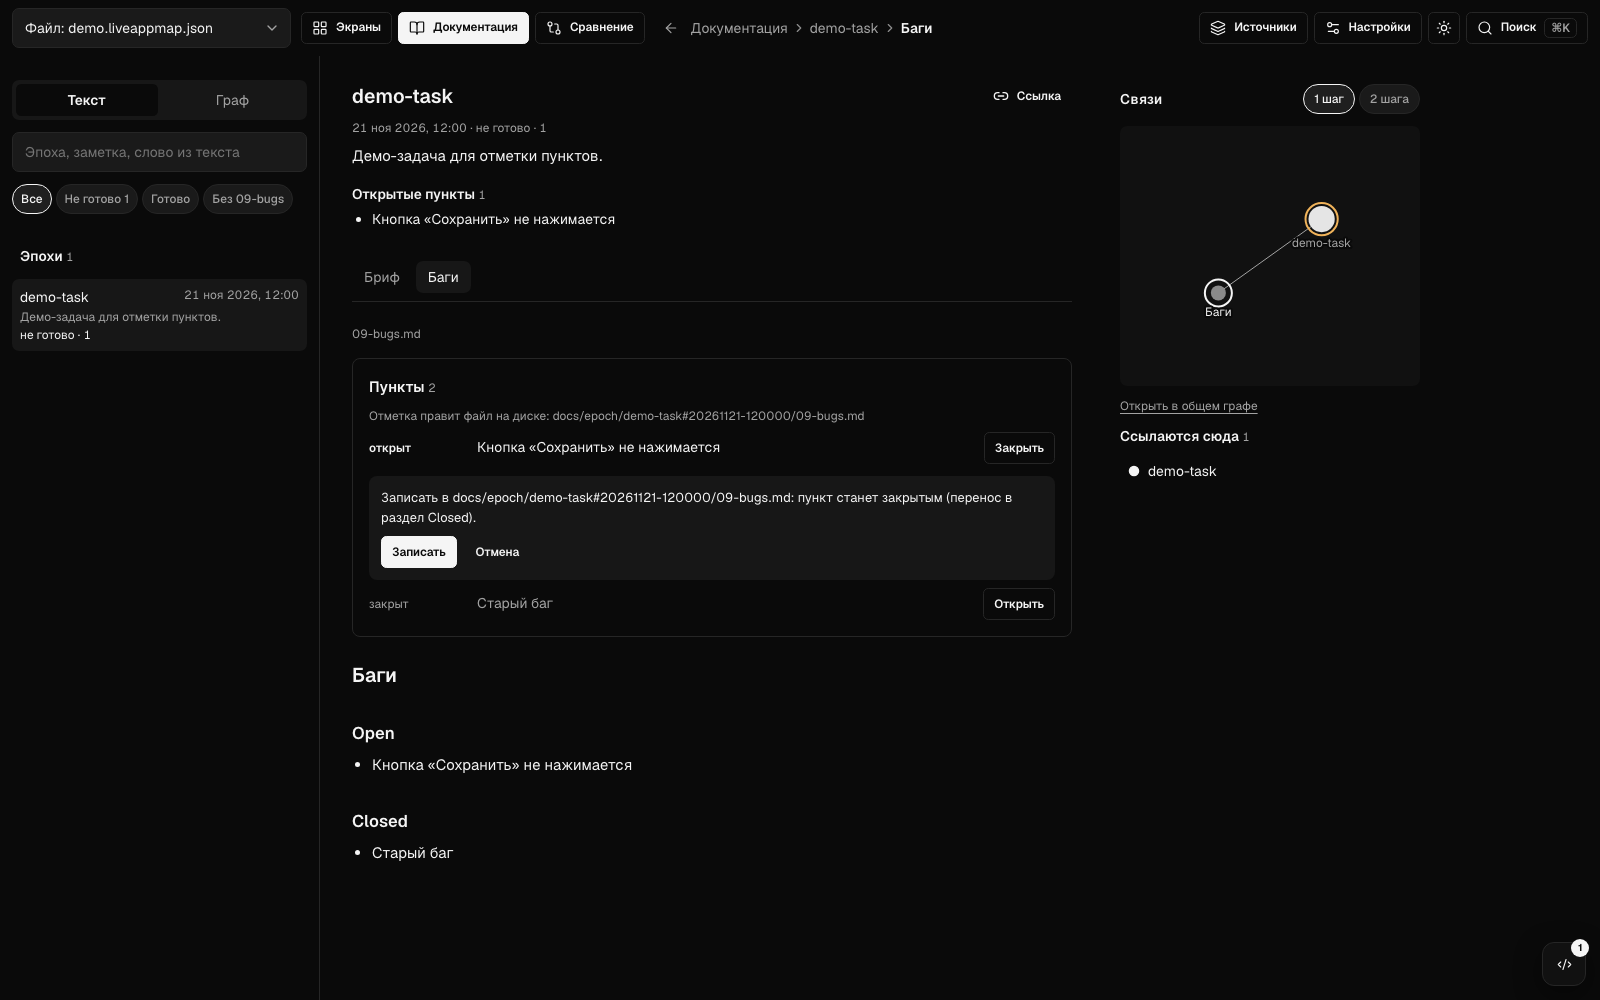 Файл: demo.liveappmap.json
Экраны
Документация
Сравнение
Документация
demo-task
Баги
Источники
Настройки
Поиск
⌘K
Текст
Граф
Эпоха, заметка, слово из текста
Все
Не готово 1
Готово
Без 09-bugs
Эпохи 1
demo-task
21 ноя 2026, 12:00
Демо-задача для отметки пунктов.
не готово · 1
demo-task
Ссылка
21 ноя 2026, 12:00 · не готово · 1
Демо-задача для отметки пунктов.
Открытые пункты 1
Кнопка «Сохранить» не нажимается
Бриф
Баги
09-bugs.md
Пункты 2
Отметка правит файл на диске: docs/epoch/demo-task#20261121-120000/09-bugs.md
открыт
Кнопка «Сохранить» не нажимается
Закрыть
Записать в docs/epoch/demo-task#20261121-120000/09-bugs.md: пункт станет закрытым (перенос в
раздел Closed).
Записать
Отмена
закрыт
Старый баг
Открыть
Баги
Open
Кнопка «Сохранить» не нажимается
Closed
Старый баг
Связи
1 шаг
2 шага
demo-task
Баги
Открыть в общем графе
Ссылаются сюда 1
demo-task
1